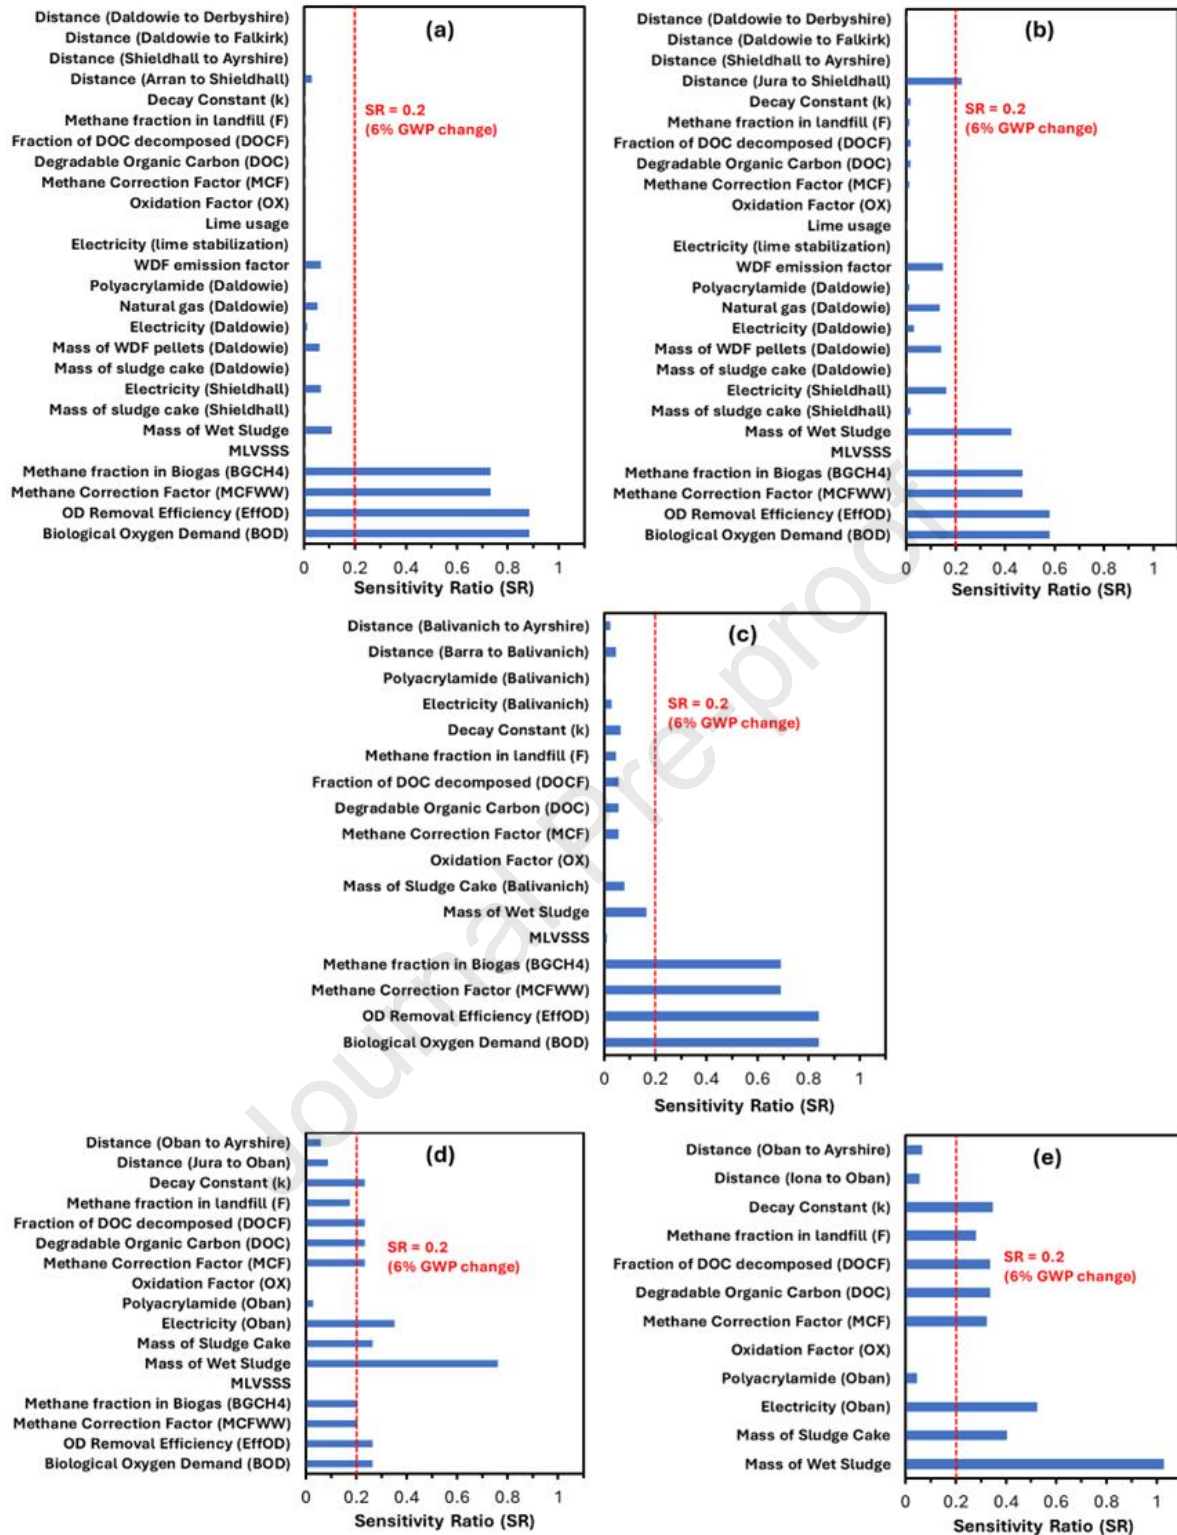 (a)
Distance (Daldowie to Derbyshire)
Distance (Daldowie to Falkirk)
Distance (Shieldhall to Ayrshire)
Distance (Arran to Shieldhall)
Decay Constant (k)
Methane fraction in landfill (F)
Fraction of DOC decomposed (DOCF)
Degradable Organic Carbon (DOC)
Methane Correction Factor (MCF)
Oxidation Factor (OX)
Lime usage
Electricity (lime stabilization)
WDF emission factor
Polyacrylamide (Daldowie)
Natural gas (Daldowie)
Electricity (Daldowie)
Mass of WDF pellets (Daldowie)
Mass of sludge cake (Daldowie)
Electricity (Shieldhall)
Mass of sludge cake (Shieldhall)
Mass of Wet Sludge
MLVSSS
Methane fraction in Biogas (BGCH4)
Methane Correction Factor (MCFWW)
OD Removal Efficiency (EffOD)
Biological Oxygen Demand (BOD)
SR = 0.2
(6% GWP change)
0 0.2 0.4 0.6 0.8 1
Sensitivity Ratio (SR)
(b)
Distance (Daldowie to Derbyshire)
Distance (Daldowie to Falkirk)
Distance (Shieldhall to Ayrshire)
Distance (Jura to Shieldhall)
Decay Constant (k)
Methane fraction in landfill (F)
Fraction of DOC decomposed (DOCF)
Degradable Organic Carbon (DOC)
Methane Correction Factor (MCF)
Oxidation Factor (OX)
Lime usage
Electricity (lime stabilization)
WDF emission factor
Polyacrylamide (Daldowie)
Natural gas (Daldowie)
Electricity (Daldowie)
Mass of WDF pellets (Daldowie)
Mass of sludge cake (Daldowie)
Electricity (Shieldhall)
Mass of sludge cake (Shieldhall)
Mass of Wet Sludge
MLVSSS
Methane fraction in Biogas (BGCH4)
Methane Correction Factor (MCFWW)
OD Removal Efficiency (EffOD)
Biological Oxygen Demand (BOD)
SR = 0.2
(6% GWP change)
0 0.2 0.4 0.6 0.8 1
Sensitivity Ratio (SR)
(c)
Distance (Balivanich to Ayrshire)
Distance (Barra to Balivanich)
Polyacrylamide (Balivanich)
Electricity (Balivanich)
Decay Constant (k)
Methane fraction in landfill (F)
Fraction of DOC decomposed (DOCF)
Degradable Organic Carbon (DOC)
Methane Correction Factor (MCF)
Oxidation Factor (OX)
Mass of Sludge Cake (Balivanich)
Mass of Wet Sludge
MLVSSS
Methane fraction in Biogas (BGCH4)
Methane Correction Factor (MCFWW)
OD Removal Efficiency (EffOD)
Biological Oxygen Demand (BOD)
SR = 0.2
(6% GWP change)
0 0.2 0.4 0.6 0.8 1
Sensitivity Ratio (SR)
(d)
Distance (Oban to Ayrshire)
Distance (Jura to Oban)
Decay Constant (k)
Methane fraction in landfill (F)
Fraction of DOC decomposed (DOCF)
Degradable Organic Carbon (DOC)
Methane Correction Factor (MCF)
Oxidation Factor (OX)
Polyacrylamide (Oban)
Electricity (Oban)
Mass of Sludge Cake
Mass of Wet Sludge
MLVSSS
Methane fraction in Biogas (BGCH4)
Methane Correction Factor (MCFWW)
OD Removal Efficiency (EffOD)
Biological Oxygen Demand (BOD)
SR = 0.2
(6% GWP change)
0 0.2 0.4 0.6 0.8 1
Sensitivity Ratio (SR)
(e)
Distance (Oban to Ayrshire)
Distance (Iona to Oban)
Decay Constant (k)
Methane fraction in landfill (F)
Fraction of DOC decomposed (DOCF)
Degradable Organic Carbon (DOC)
Methane Correction Factor (MCF)
Oxidation Factor (OX)
Polyacrylamide (Oban)
Electricity (Oban)
Mass of Sludge Cake
Mass of Wet Sludge
SR = 0.2
(6% GWP change)
0 0.2 0.4 0.6 0.8 1
Sensitivity Ratio (SR)
Journal Pre-proof